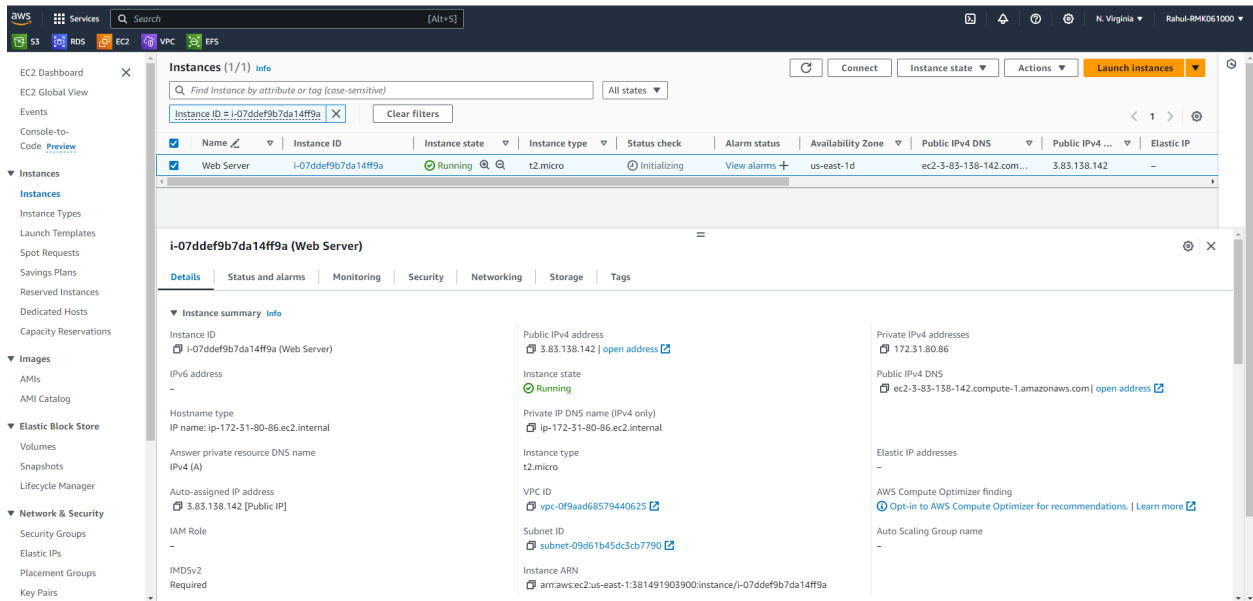 aws Services Search [Alt+S] N. Virginia Rahul-RMK061000
S3 RDS EC2 VPC EFS
EC2 Dashboard
EC2 Global View
Events
Console-to-
Code Preview
Instances
Instances
Instance Types
Launch Templates
Spot Requests
Savings Plans
Reserved Instances
Dedicated Hosts
Capacity Reservations
Images
AMIs
AMI Catalog
Elastic Block Store
Volumes
Snapshots
Lifecycle Manager
Network & Security
Security Groups
Elastic IPs
Placement Groups
Key Pairs
Instances (1/1) Info Connect Instance state Actions Launch instances
Find Instance by attribute or tag (case-sensitive) All states
Instance ID = i-07ddef9b7da14ff9a Clear filters 1
Name Instance ID Instance state Instance type Status check Alarm status Availability Zone Public IPv4 DNS Public IPv4 ... Elastic IP
Web Server i-07ddef9b7da14ff9a Running t2.micro Initializing View alarms + us-east-1d ec2-3-83-138-142.com... 3.83.138.142 –
i-07ddef9b7da14ff9a (Web Server)
Details Status and alarms Monitoring Security Networking Storage Tags
Instance summary Info
Instance ID Public IPv4 address Private IPv4 addresses
i-07ddef9b7da14ff9a (Web Server) 3.83.138.142 | open address 172.31.80.86
IPv6 address Instance state Public IPv4 DNS
– Running ec2-3-83-138-142.compute-1.amazonaws.com | open address
Hostname type Private IP DNS name (IPv4 only)
IP name: ip-172-31-80-86.ec2.internal ip-172-31-80-86.ec2.internal
Answer private resource DNS name Instance type Elastic IP addresses
IPv4 (A) t2.micro –
Auto-assigned IP address VPC ID AWS Compute Optimizer finding
3.83.138.142 [Public IP] vpc-0f9aad68579440625 Opt-in to AWS Compute Optimizer for recommendations. | Learn more
IAM Role Subnet ID Auto Scaling Group name
– subnet-09d61b45dc3cb7790 –
IMDSv2 Instance ARN
Required arn:aws:ec2:us-east-1:381491903900:instance/i-07ddef9b7da14ff9a